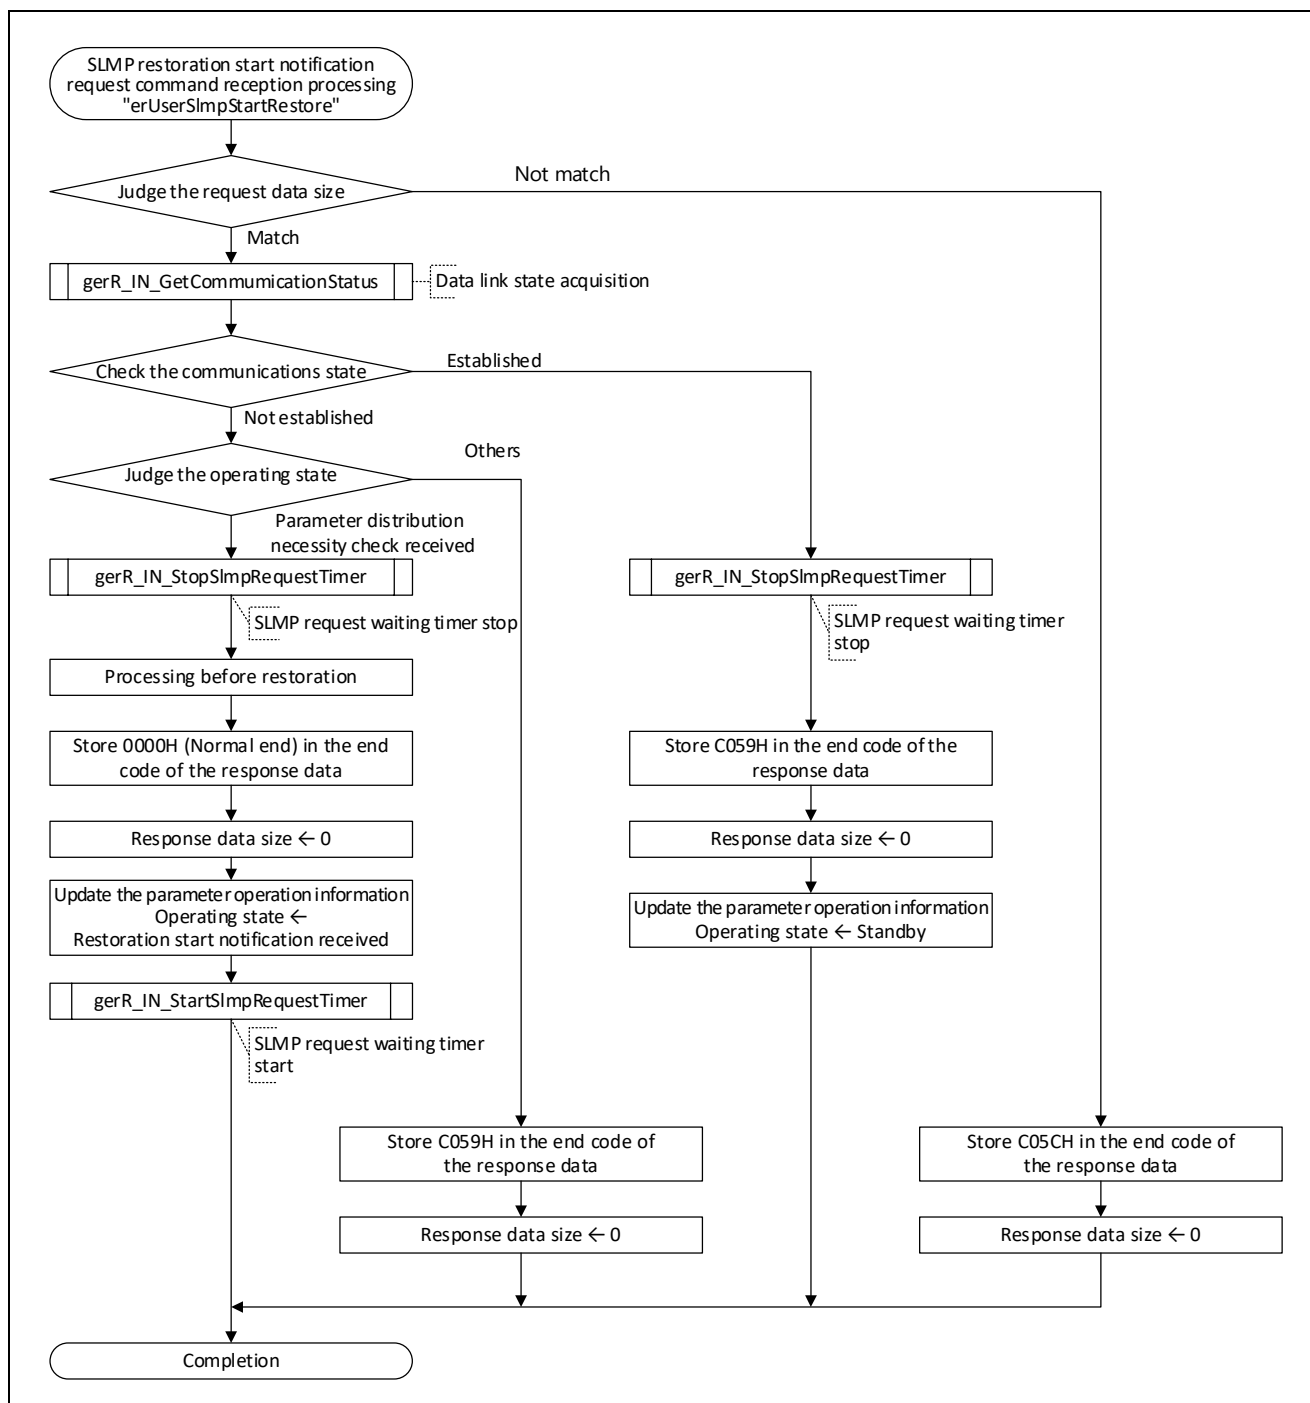 SLMP restoration start notification
request command reception processing
"erUserSlmpStartRestore"
Judge the request data size
Not match
Match
gerR_IN_GetCommumicationStatus
Data link state acquisition
Check the communications state
Established
Not established
Judge the operating state
Others
Parameter distribution
necessity check received
gerR_IN_StopSlmpRequestTimer
gerR_IN_StopSlmpRequestTimer
SLMP request waiting timer stop
SLMP request waiting timer
stop
Processing before restoration
Store 0000H (Normal end) in the end
code of the response data
Store C059H in the end code of the
response data
Response data size ← 0
Response data size ← 0
Update the parameter operation information
Operating state ←
Restoration start notification received
Update the parameter operation information
Operating state ← Standby
gerR_IN_StartSlmpRequestTimer
SLMP request waiting timer
start
Store C059H in the end code of
the response data
Store C05CH in the end code of
the response data
Response data size ← 0
Response data size ← 0
Completion